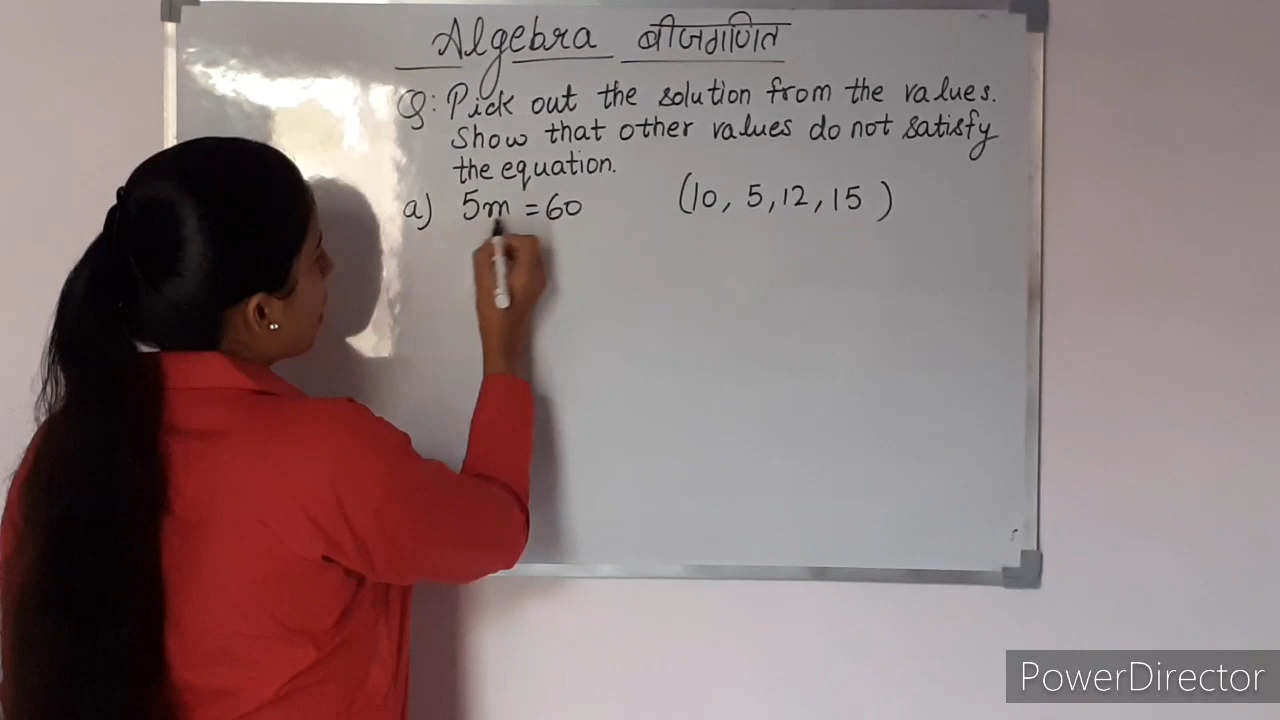 Algebra बीजगणित
Q: Pick out the solution from the values.
Show that other values do not satisfy
the equation.
a) 5m = 60 (10, 5, 12, 15 )
PowerDirector